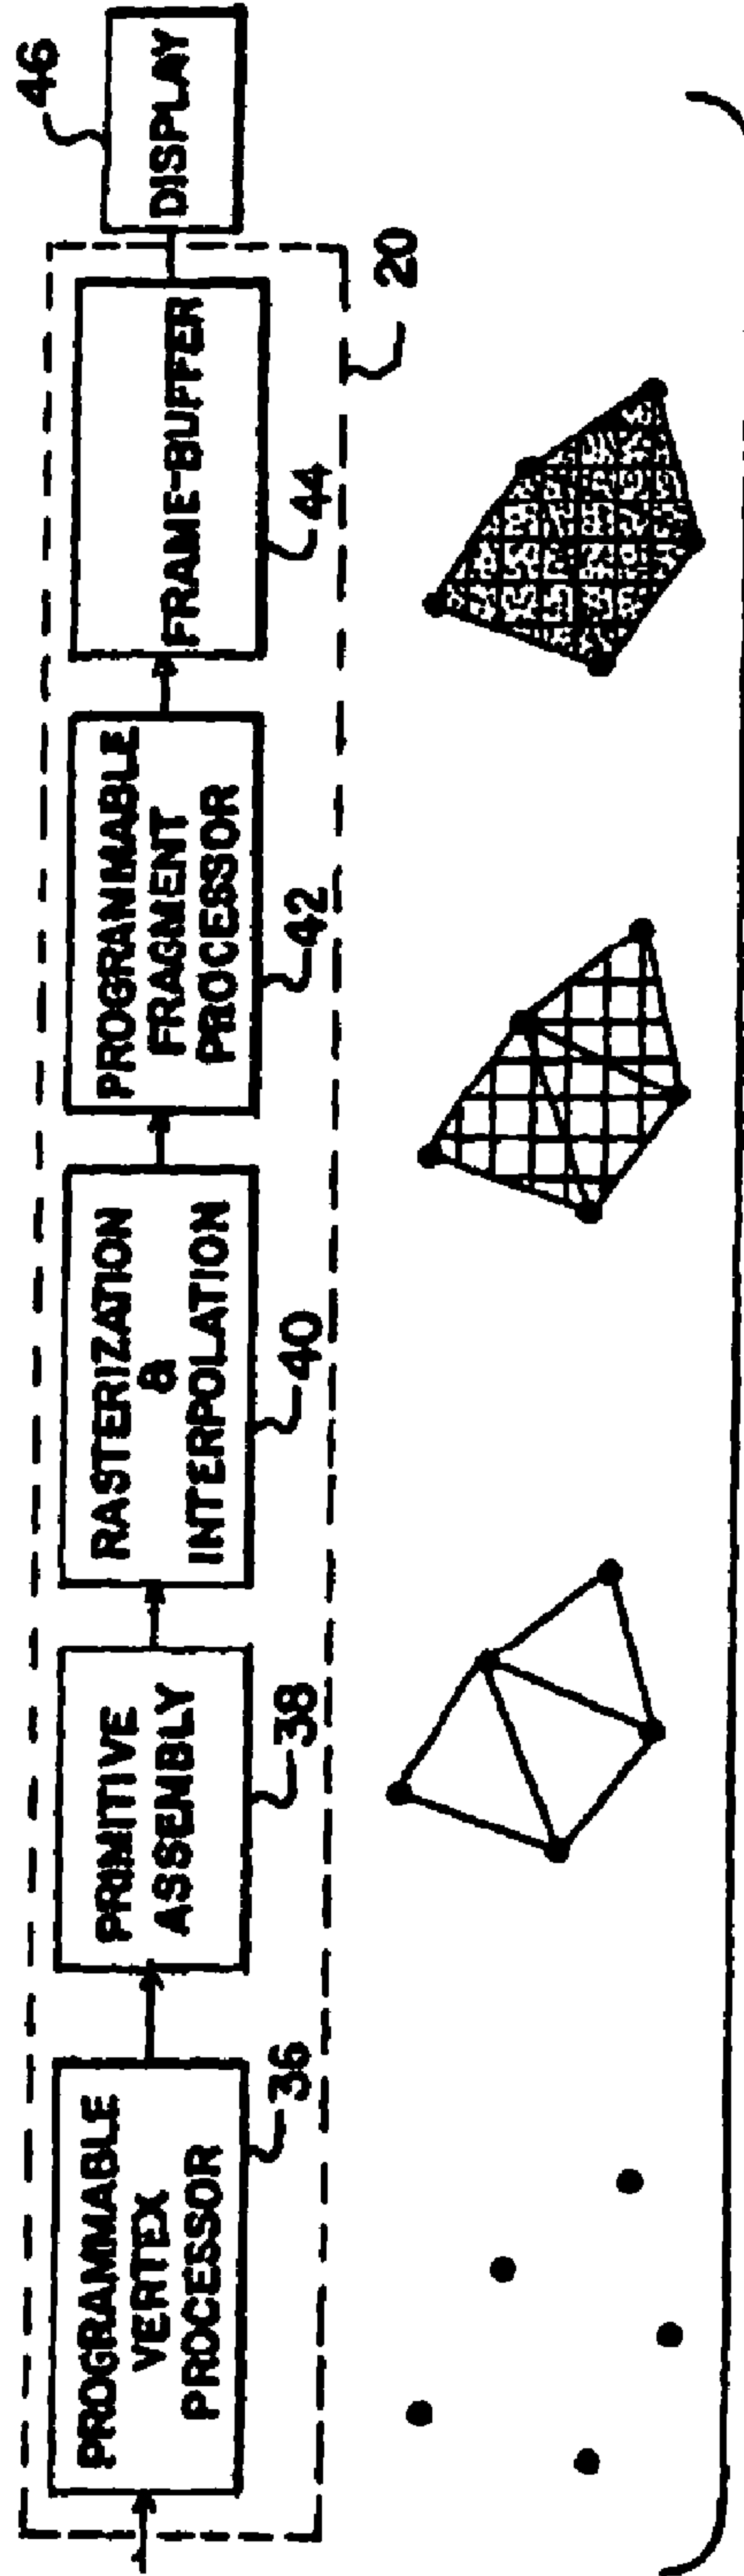 PROGRAMMABLE
VERTEX
PROCESSOR
36
PRIMITIVE
ASSEMBLY
38
RASTERIZATION
&
INTERPOLATION
40
PROGRAMMABLE
FRAGMENT
PROCESSOR
42
FRAME-BUFFER
44
DISPLAY
46
20